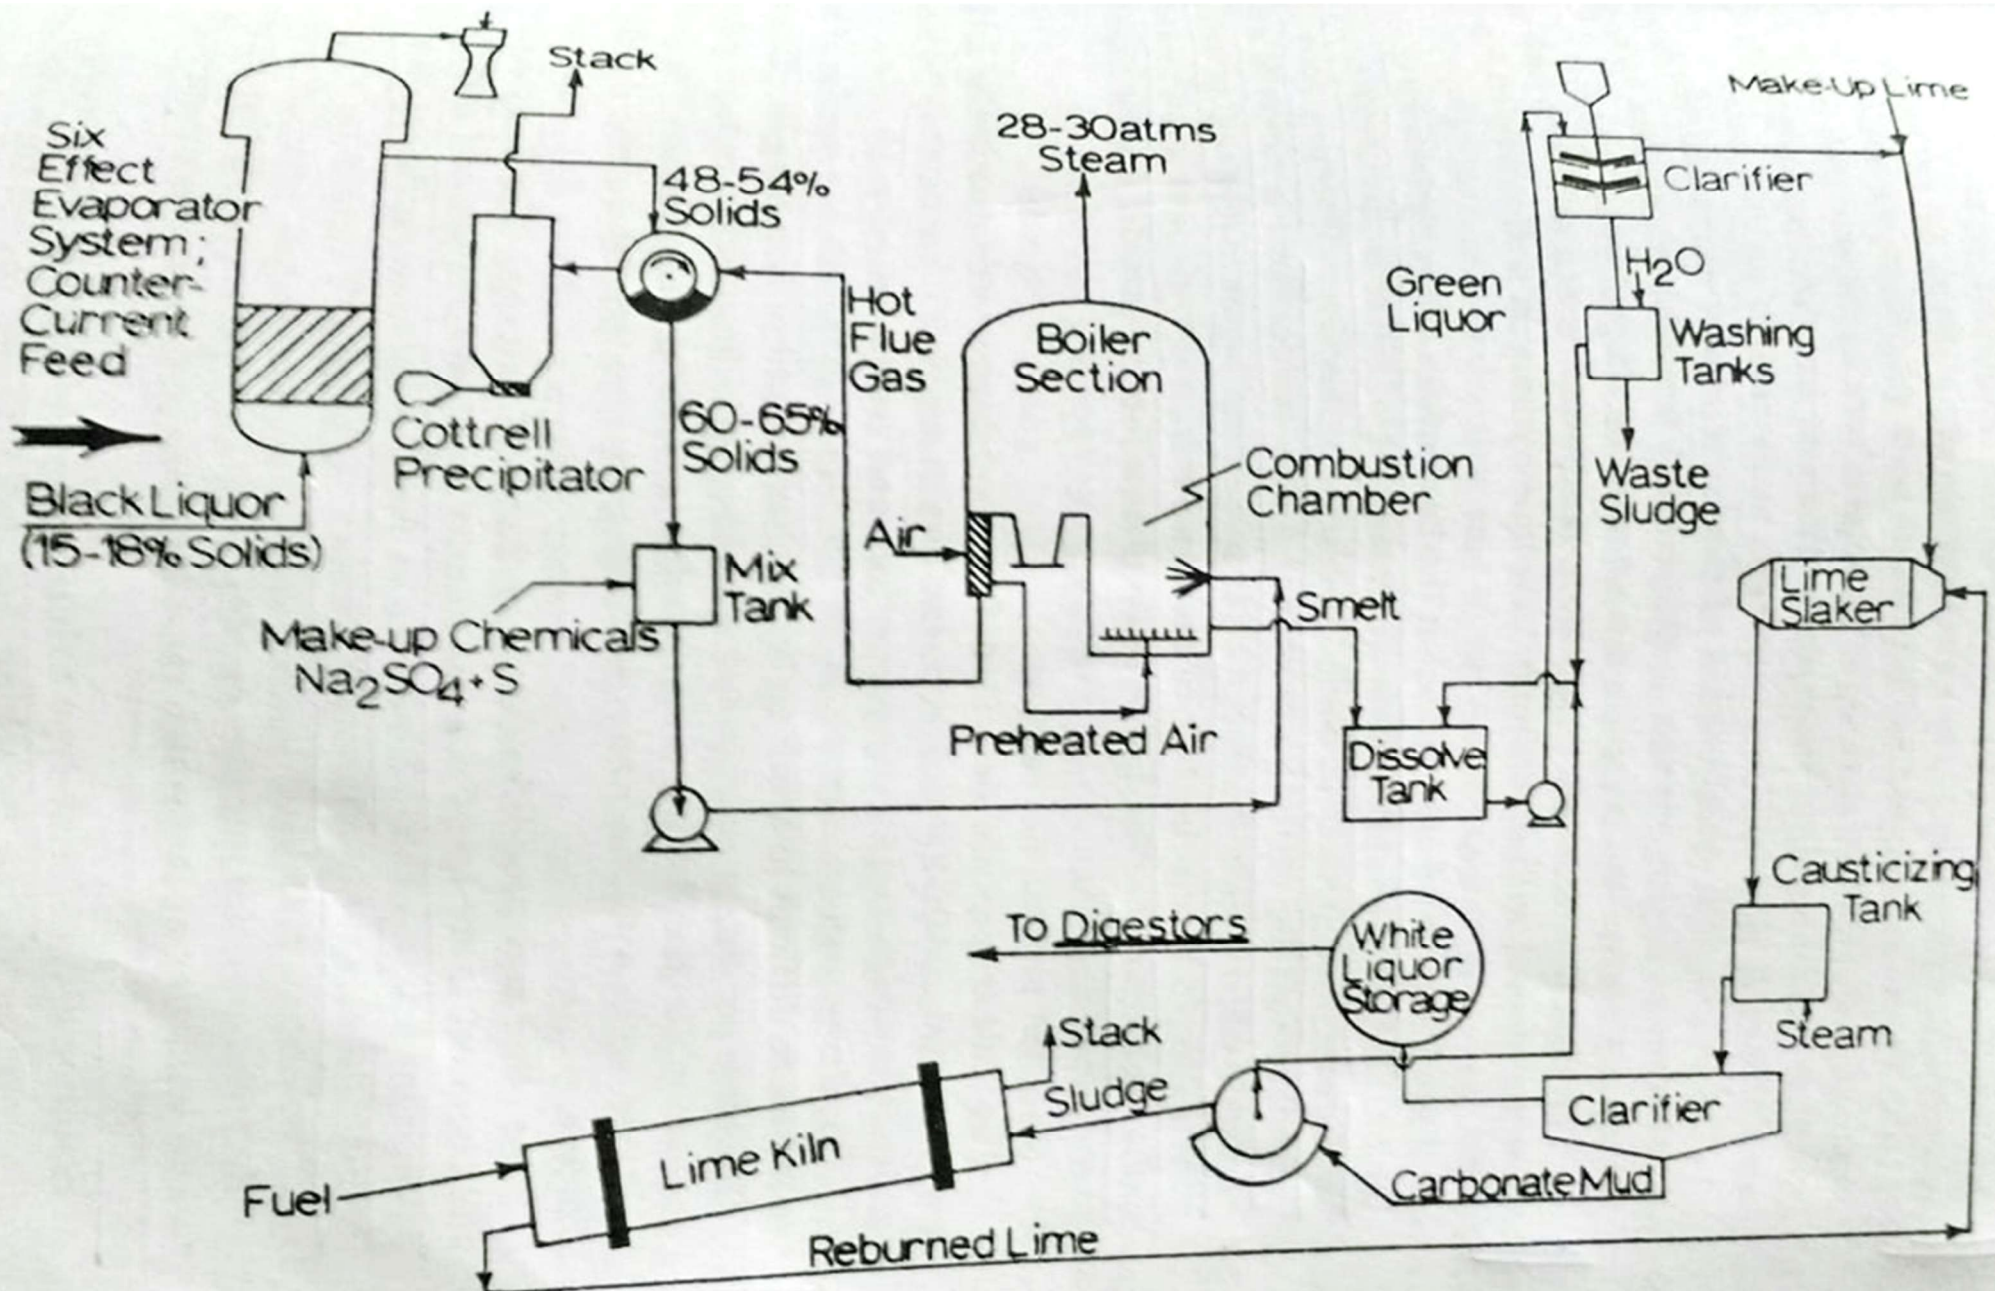 Six
Effect
Evaporator
System;
Counter-
Current
Feed
Black Liquor
(15-18% Solids)
Stack
48-54%
Solids
Cottrell
Precipitator
60-65%
Solids
Mix
Tank
Make-up Chemicals
Na2SO4+S
Hot
Flue
Gas
28-30atms
Steam
Boiler
Section
Combustion
Chamber
Air
Smelt
Preheated Air
Dissolve
Tank
Green
Liquor
Make-Up Lime
Clarifier
H2O
Washing
Tanks
Waste
Sludge
Lime
Slaker
Causticizing
Tank
Steam
Clarifier
Carbonate Mud
White
Liquor
Storage
To Digestors
Stack
Sludge
Lime Kiln
Fuel
Reburned Lime